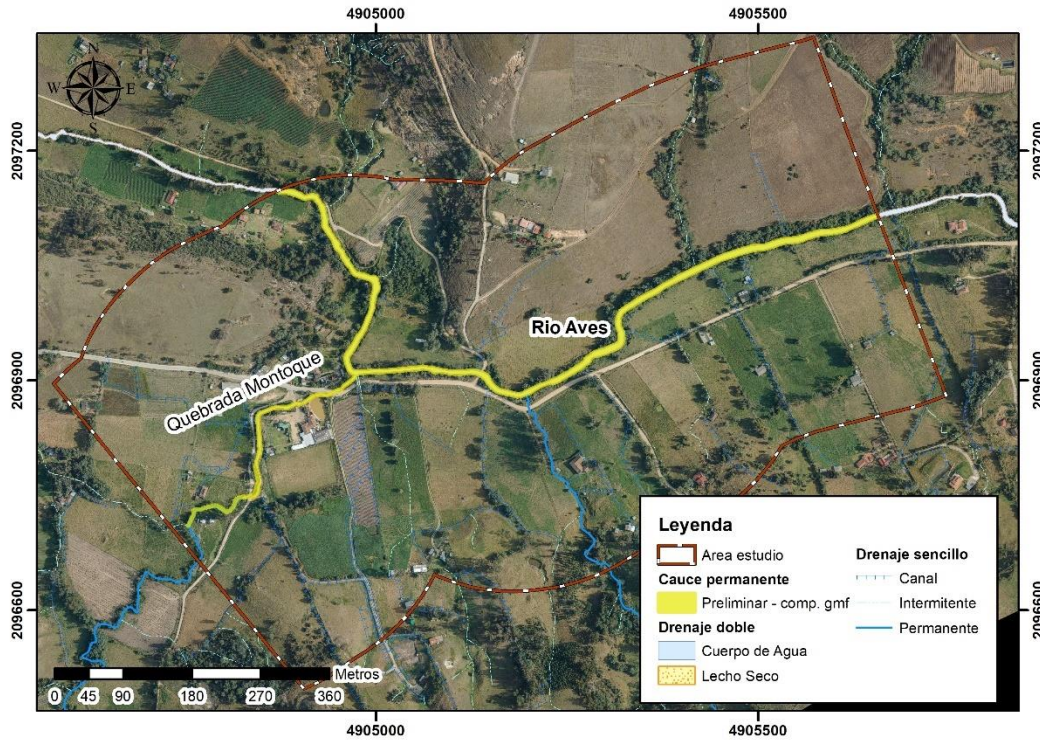 4905000 4905500
N
W E
S
2097200 2097200
Rio Aves
2096900 2096900
Quebrada Montoque
2096600 2096600
Leyenda
Area estudio
Cauce permanente
Preliminar - comp. gmf
Drenaje doble
Cuerpo de Agua
Lecho Seco
Drenaje sencillo
Canal
Intermitente
Permanente
Metros
0 45 90 180 270 360
4905000 4905500